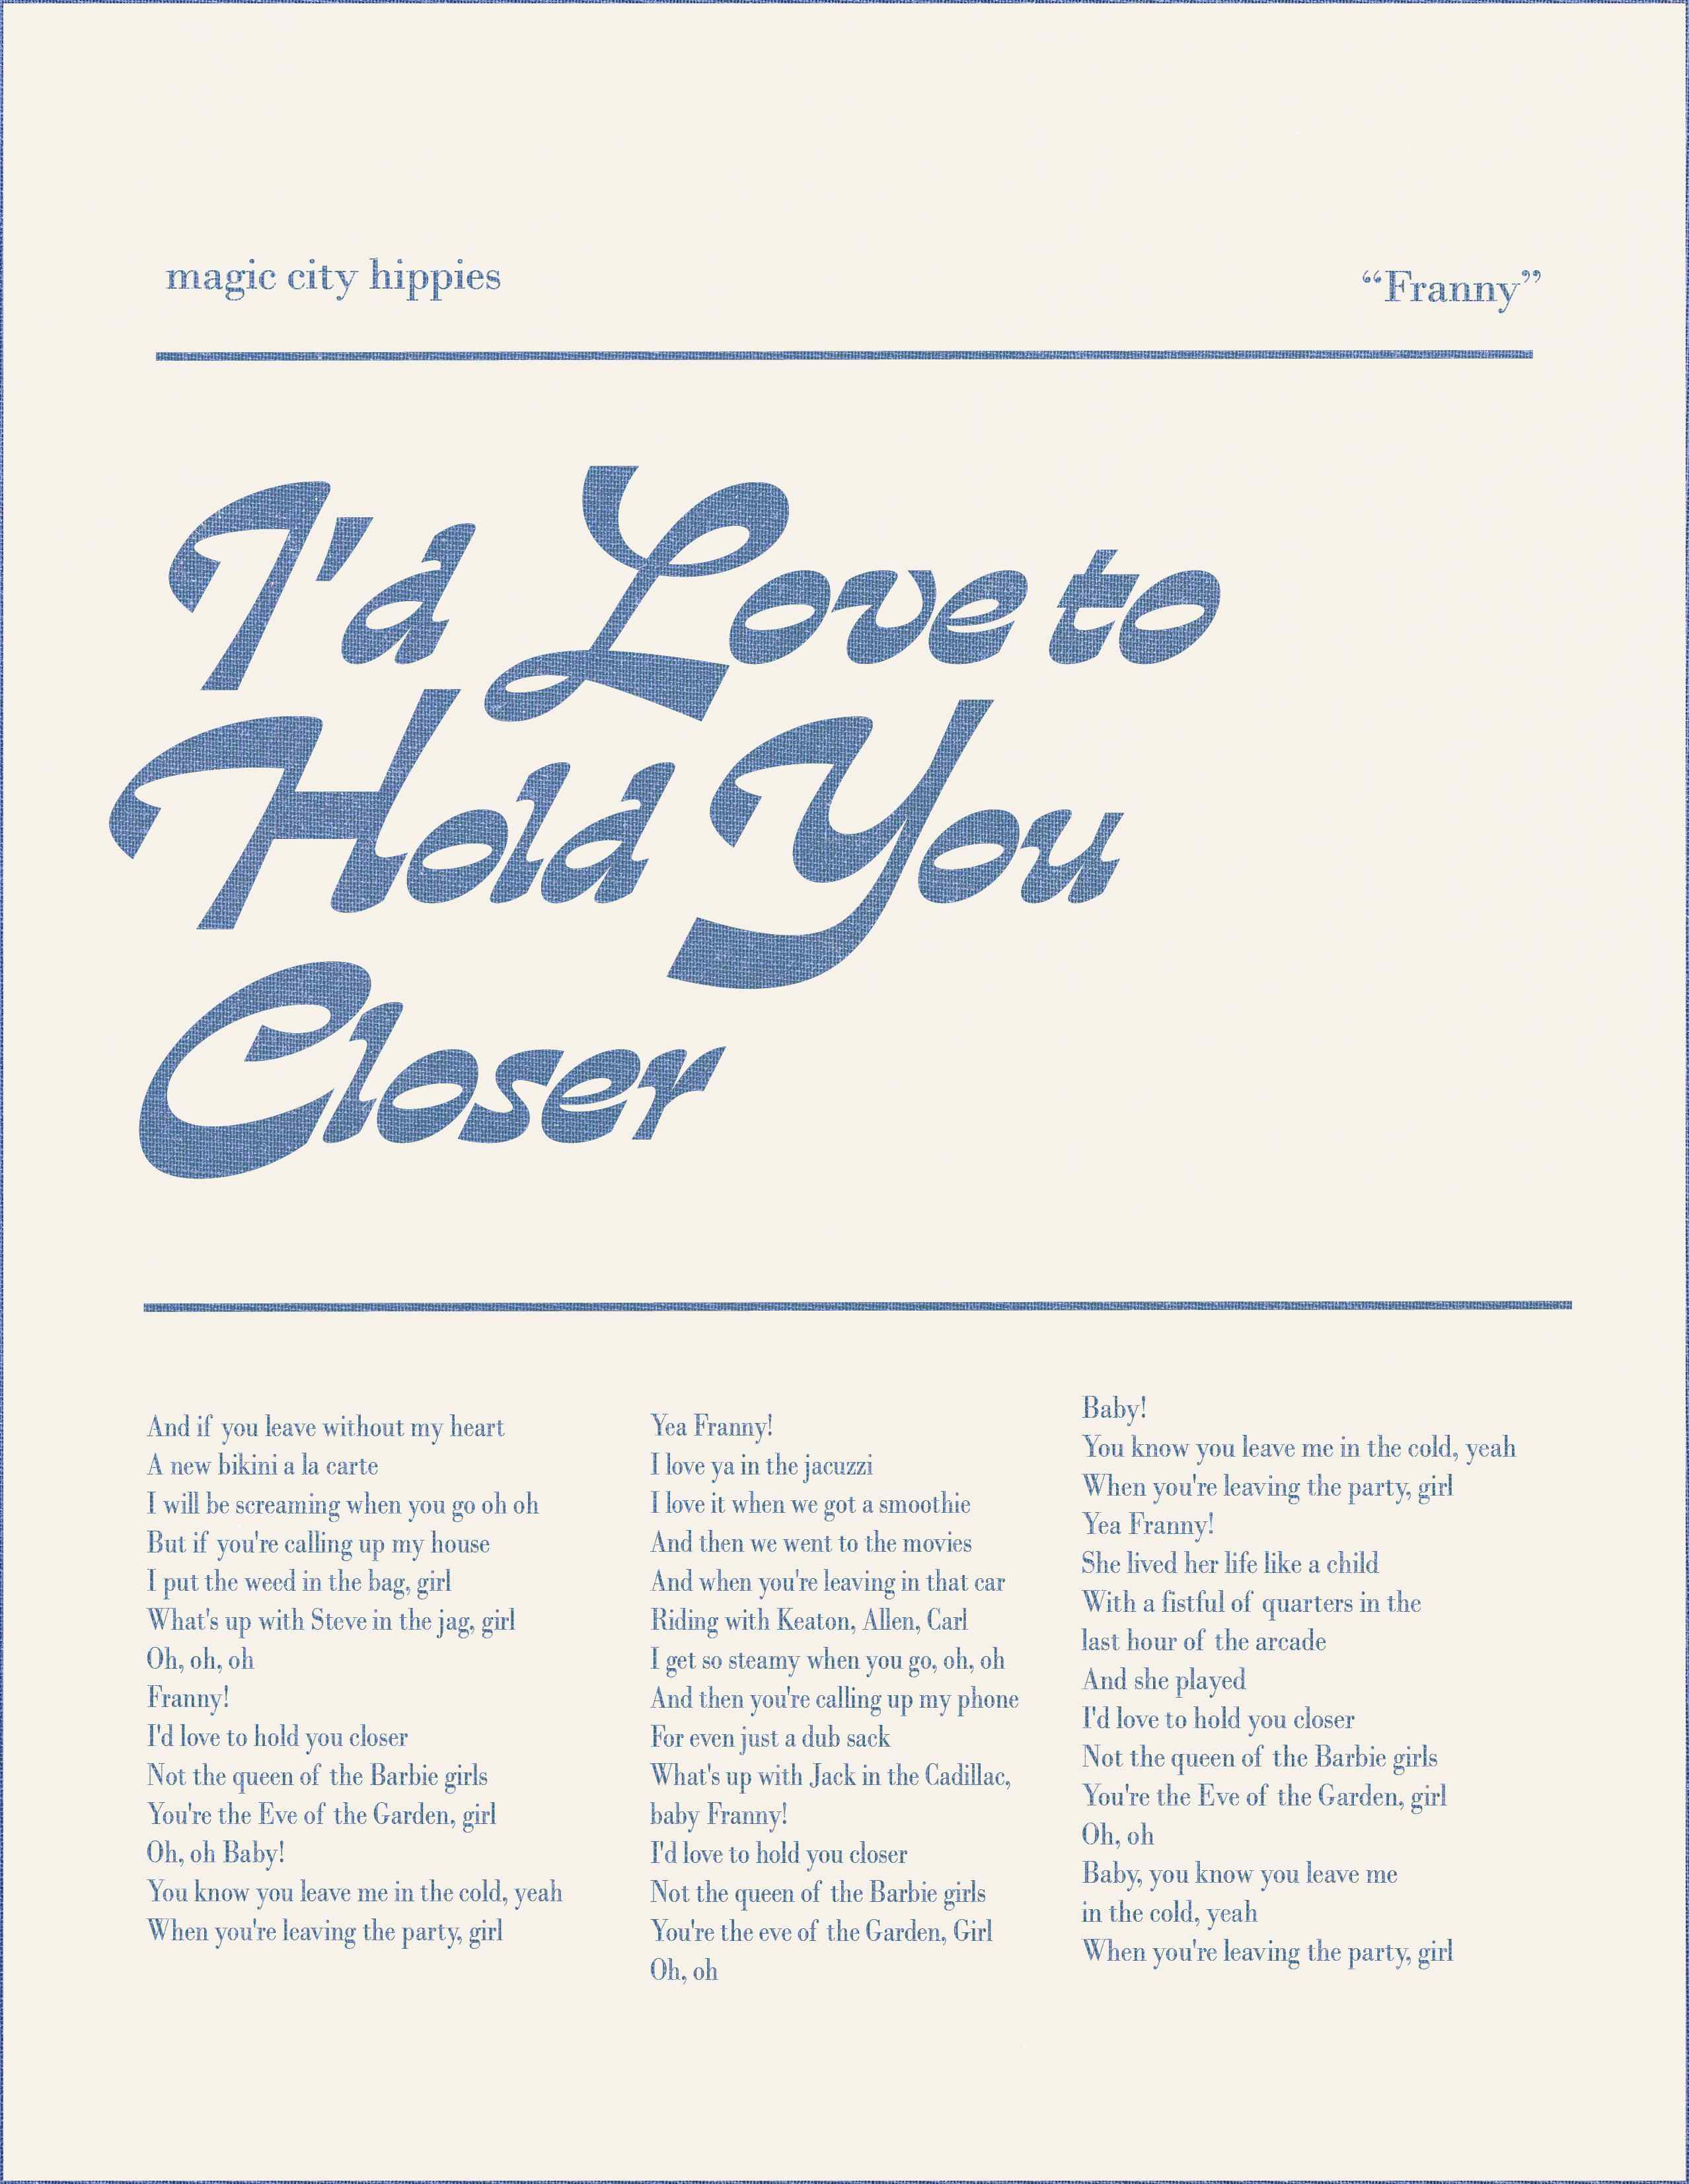 magic city hippies
“Franny”
I'd Love to
Hold You
Closer
And if you leave without my heart
A new bikini a la carte
I will be screaming when you go oh oh
But if you're calling up my house
I put the weed in the bag, girl
What's up with Steve in the jag, girl
Oh, oh, oh
Franny!
I'd love to hold you closer
Not the queen of the Barbie girls
You're the Eve of the Garden, girl
Oh, oh Baby!
You know you leave me in the cold, yeah
When you're leaving the party, girl
Yea Franny!
I love ya in the jacuzzi
I love it when we got a smoothie
And then we went to the movies
And when you're leaving in that car
Riding with Keaton, Allen, Carl
I get so steamy when you go, oh, oh
And then you're calling up my phone
For even just a dub sack
What's up with Jack in the Cadillac,
baby Franny!
I'd love to hold you closer
Not the queen of the Barbie girls
You're the eve of the Garden, Girl
Oh, oh
Baby!
You know you leave me in the cold, yeah
When you're leaving the party, girl
Yea Franny!
She lived her life like a child
With a fistful of quarters in the
last hour of the arcade
And she played
I'd love to hold you closer
Not the queen of the Barbie girls
You're the Eve of the Garden, girl
Oh, oh
Baby, you know you leave me
in the cold, yeah
When you're leaving the party, girl